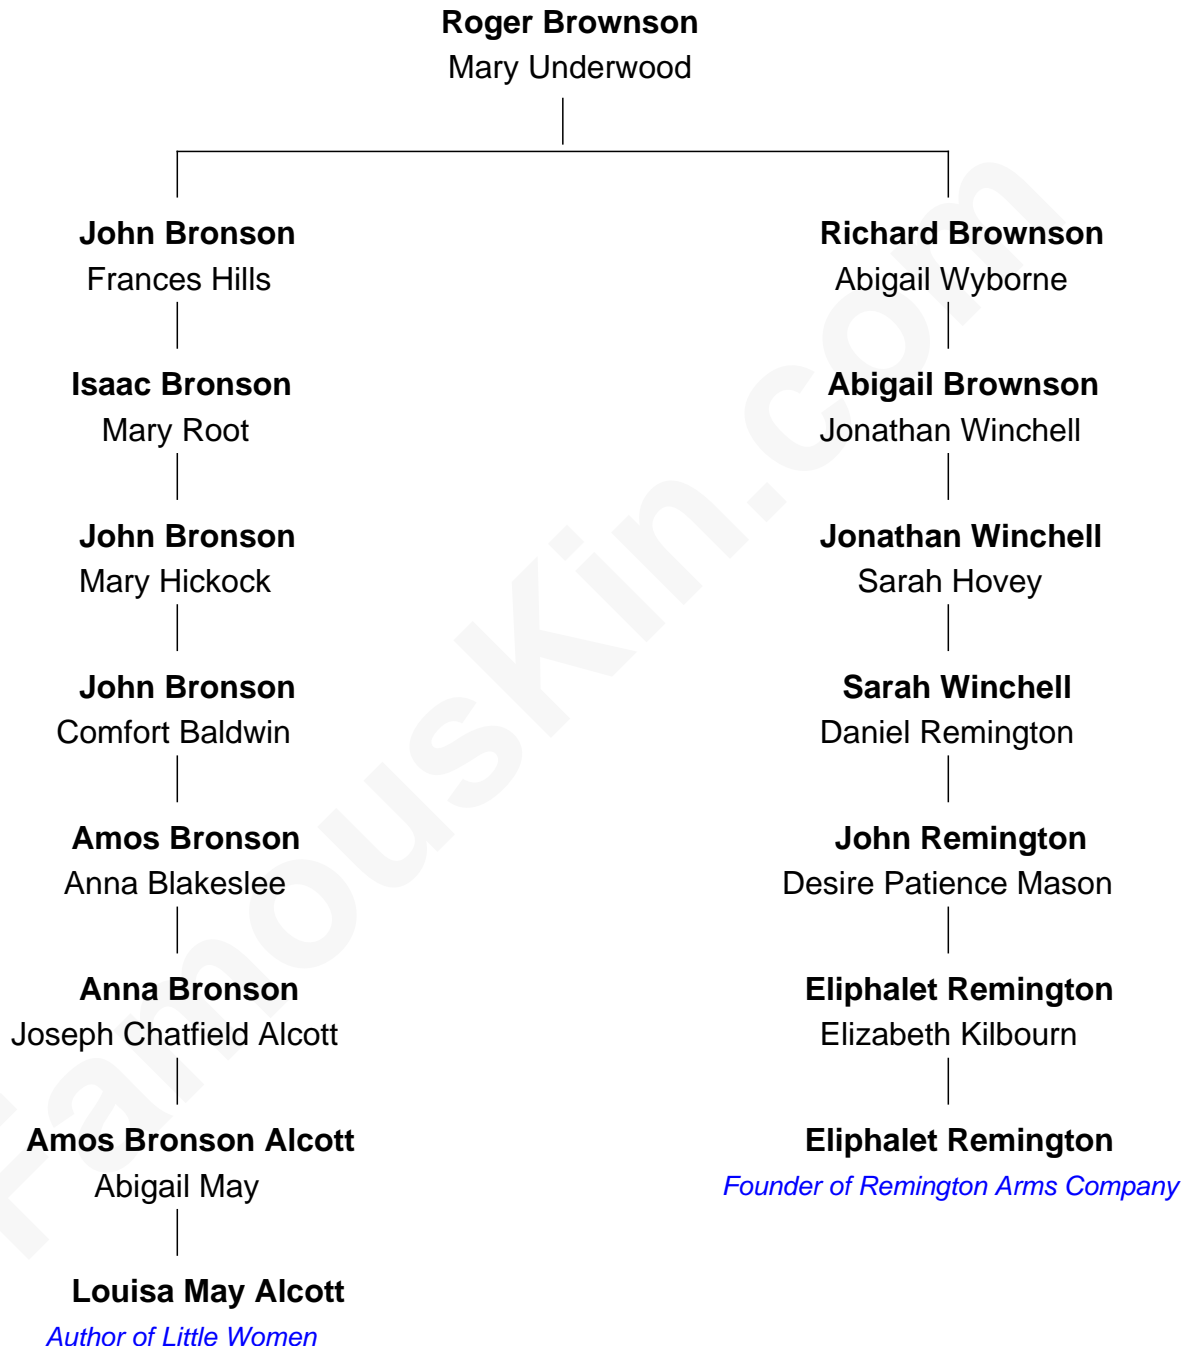 Roger Brownson
Mary Underwood
John Bronson
Frances Hills
Isaac Bronson
Mary Root
John Bronson
Mary Hickock
John Bronson
Comfort Baldwin
Amos Bronson
Anna Blakeslee
Anna Bronson
Joseph Chatfield Alcott
Amos Bronson Alcott
Abigail May
Louisa May Alcott
Author of Little Women
Richard Brownson
Abigail Wyborne
Abigail Brownson
Jonathan Winchell
Jonathan Winchell
Sarah Hovey
Sarah Winchell
Daniel Remington
John Remington
Desire Patience Mason
Eliphalet Remington
Elizabeth Kilbourn
Eliphalet Remington
Founder of Remington Arms Company
FamousKin.com